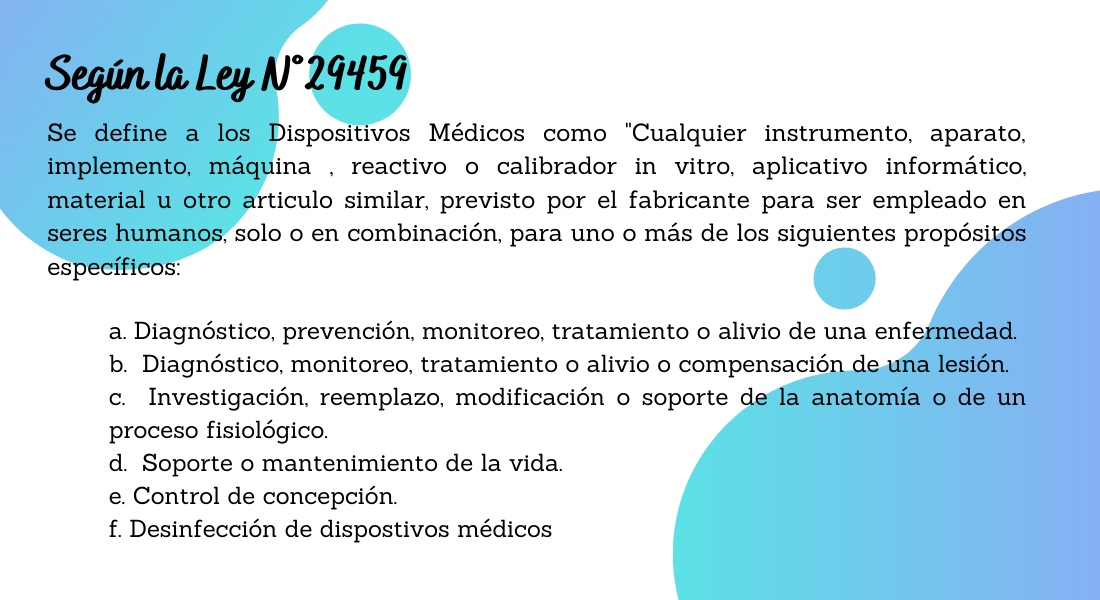 Según la Ley N°29459
Se define a los Dispositivos Médicos como "Cualquier instrumento, aparato,
implemento, máquina , reactivo o calibrador in vitro, aplicativo informático,
material u otro articulo similar, previsto por el fabricante para ser empleado en
seres humanos, solo o en combinación, para uno o más de los siguientes propósitos
específicos:
a. Diagnóstico, prevención, monitoreo, tratamiento o alivio de una enfermedad.
b. Diagnóstico, monitoreo, tratamiento o alivio o compensación de una lesión.
c. Investigación, reemplazo, modificación o soporte de la anatomía o de un
proceso fisiológico.
d. Soporte o mantenimiento de la vida.
e. Control de concepción.
f. Desinfección de dispostivos médicos